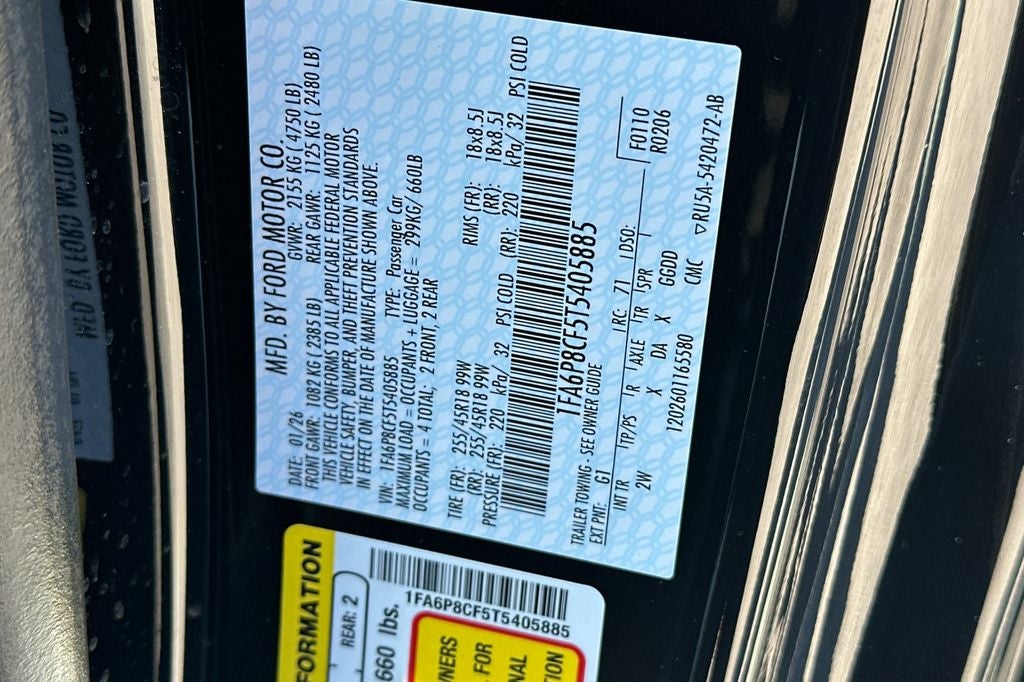 MFD. BY FORD MOTOR CO.
DATE: 01/26 GVWR: 2155 KG ( 4750 LB)
FRONT GAWR: 1082 KG ( 2385 LB) REAR GAWR: 1125 KG ( 2480 LB)
THIS VEHICLE CONFORMS TO ALL APPLICABLE FEDERAL MOTOR
VEHICLE SAFETY, BUMPER, AND THEFT PREVENTION STANDARDS
IN EFFECT ON THE DATE OF MANUFACTURE SHOWN ABOVE.
VIN: 1FA6P8CF5T5405885 TYPE: Passenger Car
MAXIMUM LOAD = OCCUPANTS + LUGGAGE = 299KG/ 660LB
OCCUPANTS = 4 TOTAL; 2 FRONT, 2 REAR
TIRE (FR): 255/45R18 99W RIMS (FR): 18x8.5J
(RR): 255/45R18 99W (RR): 18x8.5J
PRESSURE (FR): 220 kPa/ 32 PSI COLD (RR): 220 kPa/ 32 PSI COLD
1FA6P8CF5T5405885
TRAILER TOWING - SEE OWNER GUIDE
EXT PNT: G1 RC: 71 DSO: F0110
INT TR TP/PS R AXLE TR SPR R0206
2W X DA X GGDD
1202601165580 CMC ▽RU5A-5420472-AB
FORMATION
REAR: 2
660 lbs.
1FA6P8CF5T5405885
WNERS
FOR
NAL
ION